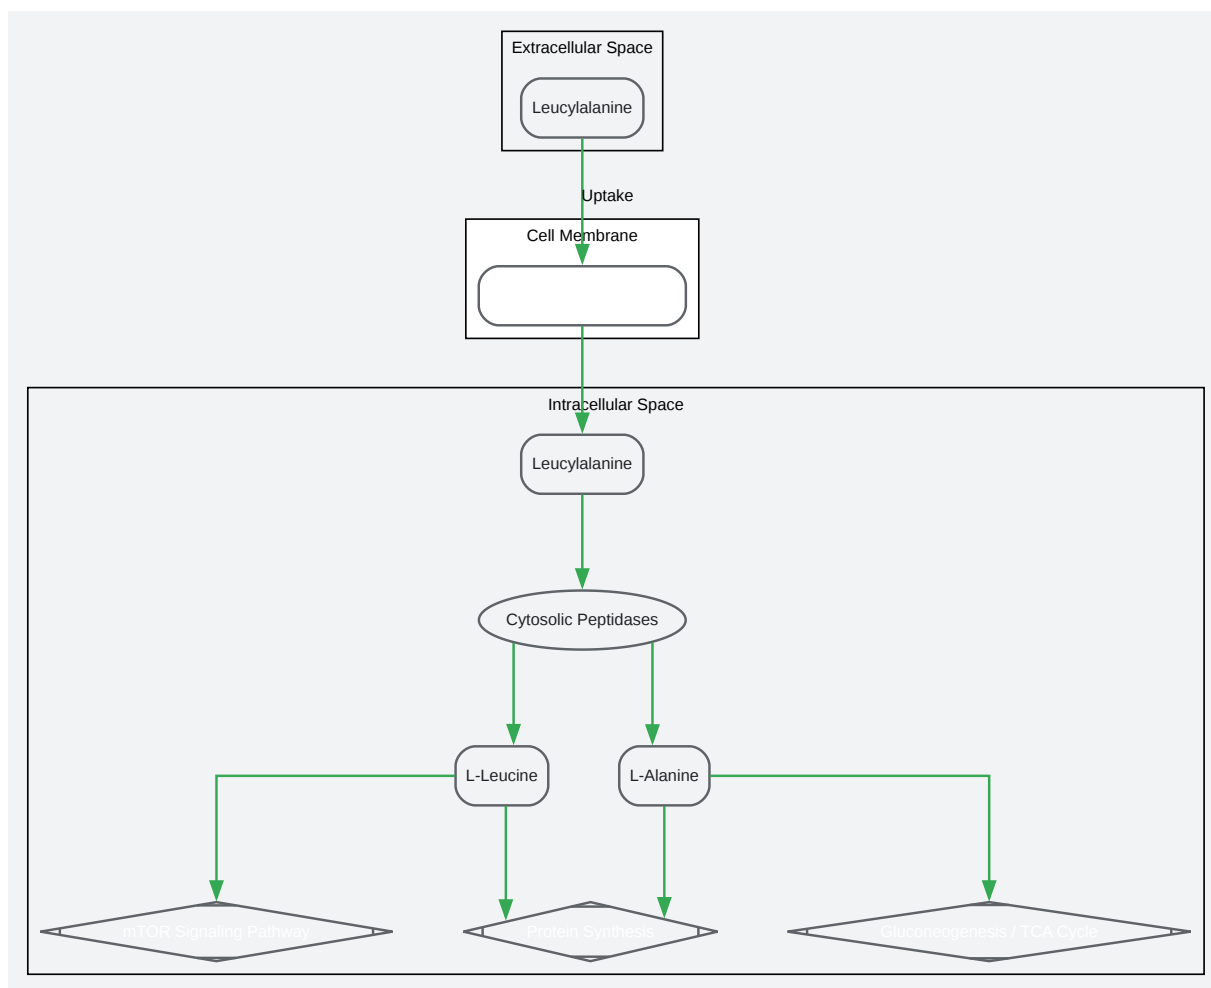 Extracellular Space
Leucylalanine
Uptake
Cell Membrane
Intracellular Space
Leucylalanine
Cytosolic Peptidases
L-Leucine
L-Alanine
mTOR Signaling Pathway
Protein Synthesis
Gluconeogenesis / TCA Cycle